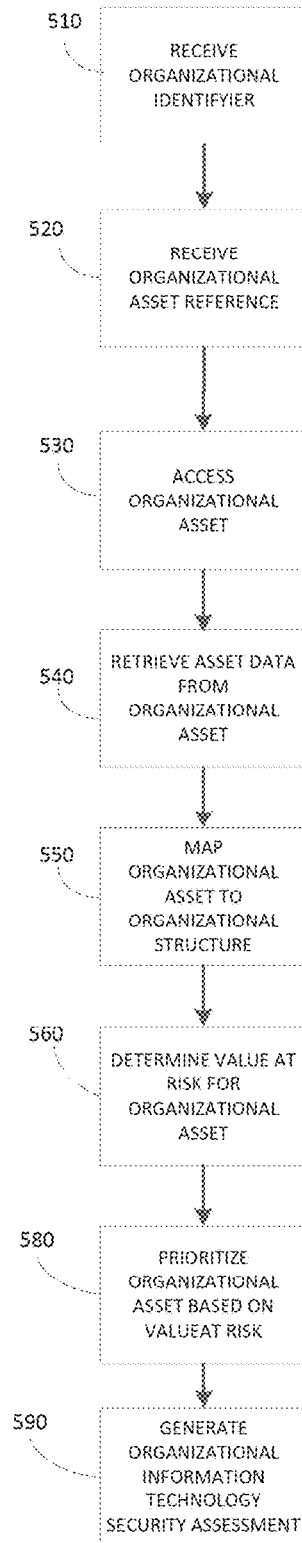 510
RECEIVE
ORGANIZATIONAL
IDENTIFYIER
520
RECEIVE
ORGANIZATIONAL
ASSET REFERENCE
530
ACCESS
ORGANIZATIONAL
ASSET
540
RETRIEVE ASSET DATA
FROM
ORGANIZATIONAL
ASSET
550
MAP
ORGANIZATIONAL
ASSET TO
ORGANIZATIONAL
STRUCTURE
560
DETERMINE VALUE AT
RISK FOR
ORGANIZATIONAL
ASSET
580
PRIORITIZE
ORGANIZATIONAL
ASSET BASED ON
VALUEAT RISK
590
GENERATE
ORGANIZATIONAL
INFORMATION
TECHNOLOGY
SECURITY ASSESSMENT